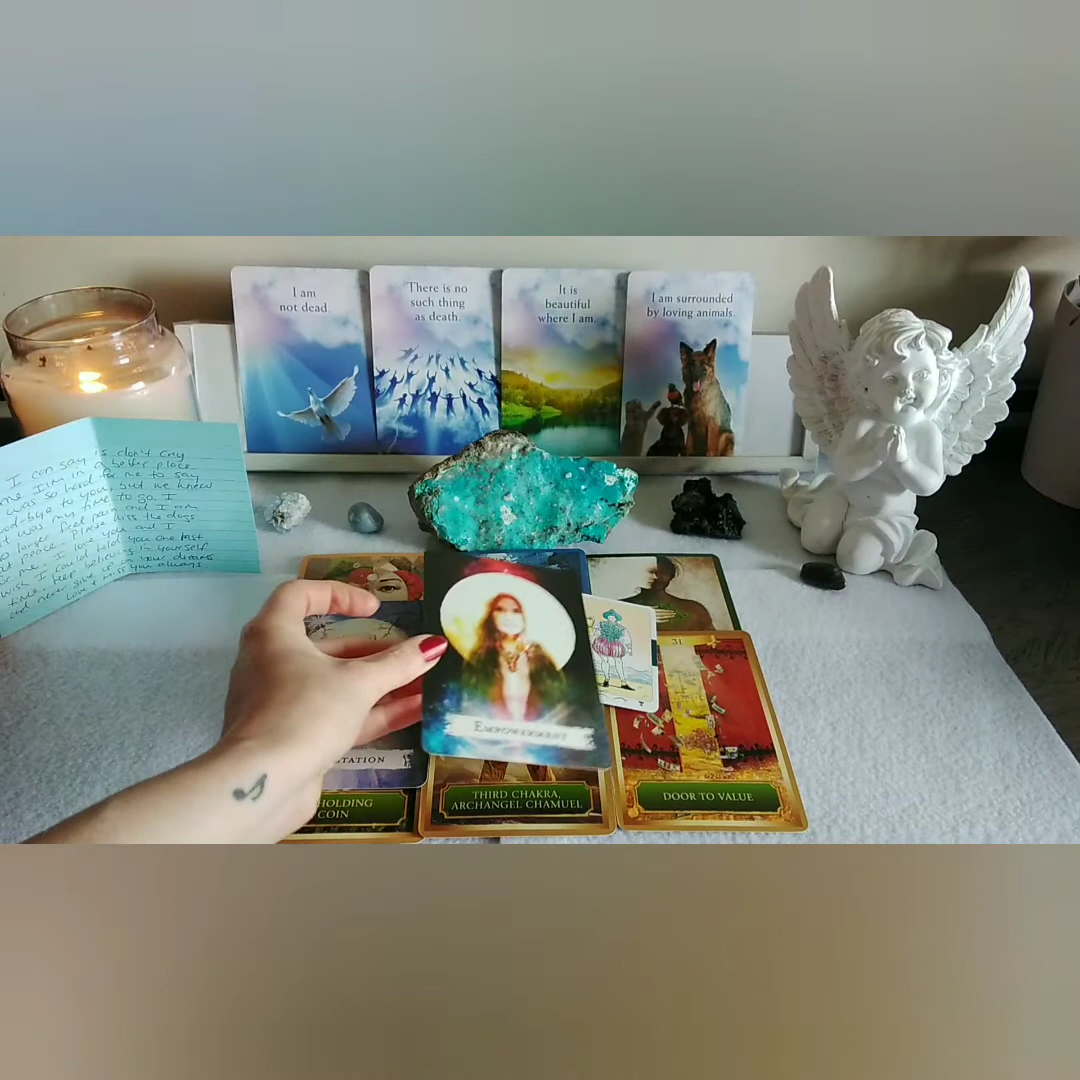 I am
not dead.
There is no
such thing
as death.
It is
beautiful
where I am.
I am surrounded
by loving animals.
I can say is don't cry
me I'm in a better place
was so hard for me to say
good-bye to you but we knew
it was my time to go. I
no longer feel pain and I am
peace. Please kiss the dogs
for me. I love you and I
wish I could hold you one last
time. Keep believing in yourself
and never give up on your dreams
Love miss you always
EMPOWERMENT
31
STATION
HOLDING
COIN
THIRD CHAKRA,
ARCHANGEL CHAMUEL
DOOR TO VALUE